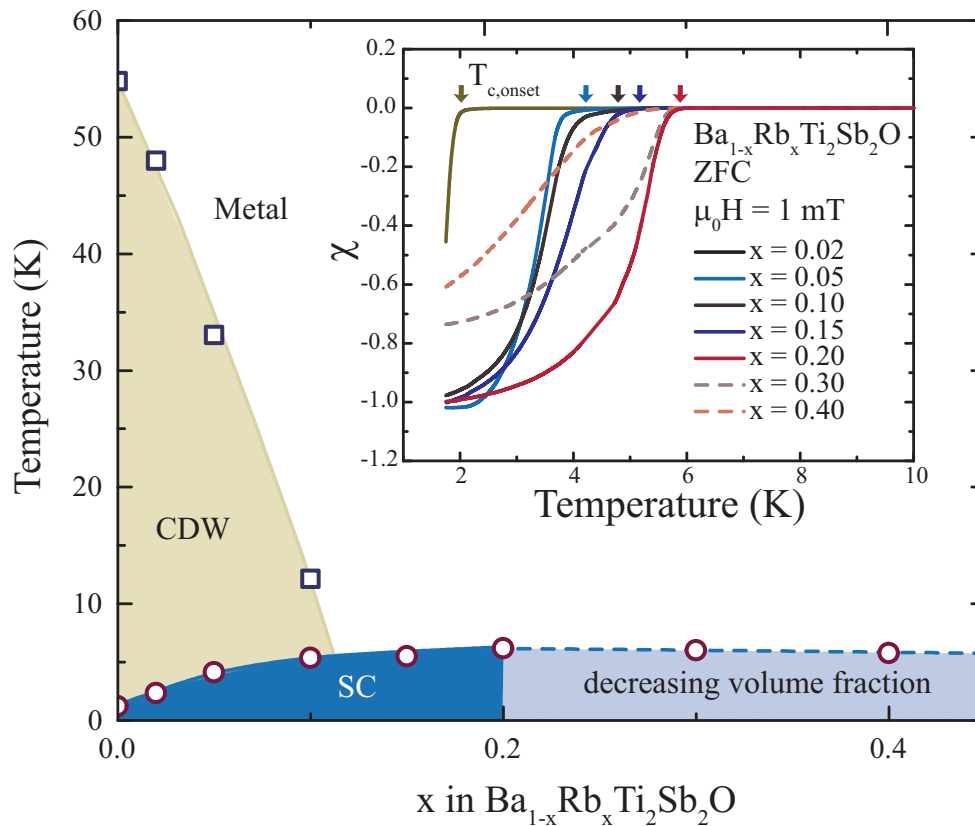 60
50
40
30
20
10
0
Temperature (K)
0.0
0.2
0.4
x in Ba₁₋ₓRbₓTi₂Sb₂O
Metal
CDW
SC
decreasing volume fraction
0.2
0.0
-0.2
-0.4
-0.6
-0.8
-1.0
-1.2
χ
2
4
6
8
10
Temperature (K)
T_c,onset
Ba₁₋ₓRbₓTi₂Sb₂O
ZFC
μ₀H = 1 mT
x = 0.02
x = 0.05
x = 0.10
x = 0.15
x = 0.20
x = 0.30
x = 0.40